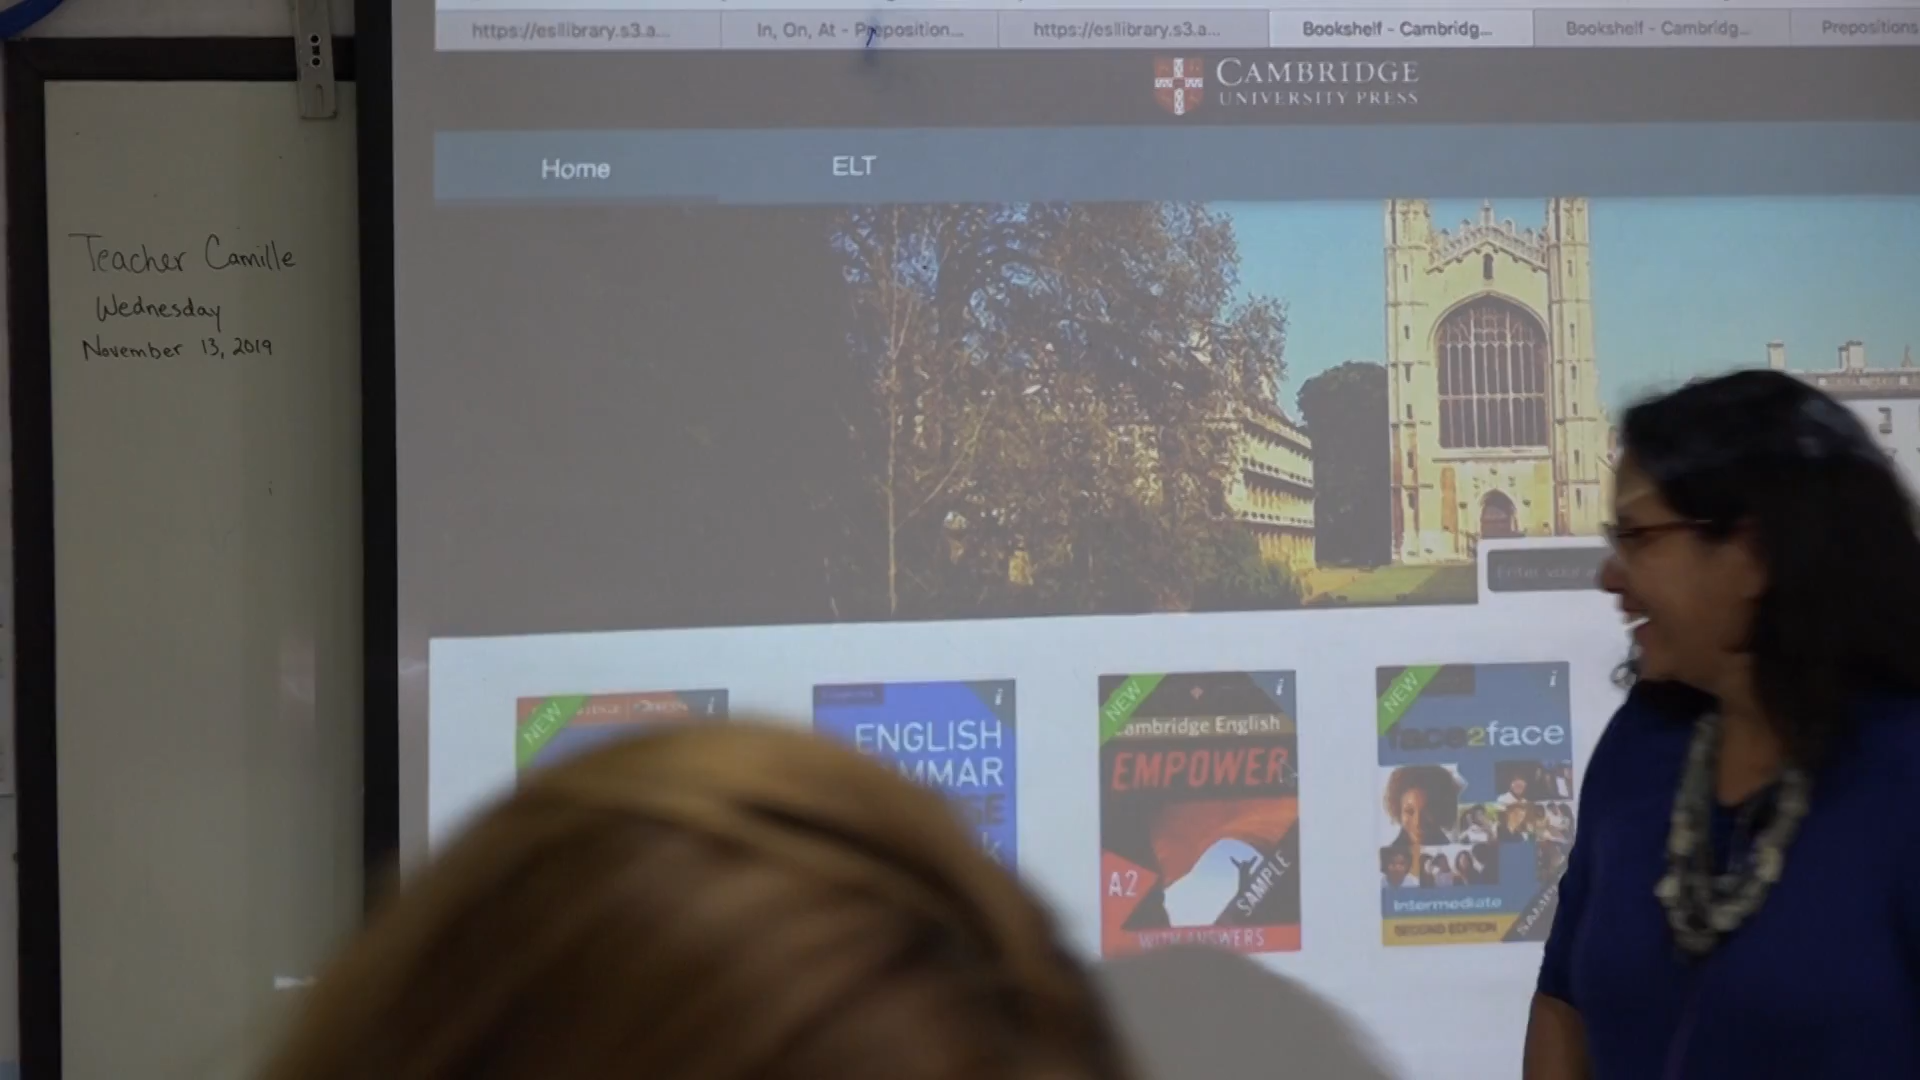 https://esllibrary.s3.a...
In, On, At - Preposition...
https://esllibrary.s3.a...
Bookshelf - Cambridg...
Bookshelf - Cambridg...
Prepositions
CAMBRIDGE
UNIVERSITY PRESS
Home
ELT
Teacher Camille
Wednesday
November 13, 2019
Enter your
NEW
ENGLISH
NEW
Cambridge English
EMPOWER
A2
SAMPLE
WITH ANSWERS
NEW
face2face
Intermediate
SECOND EDITION